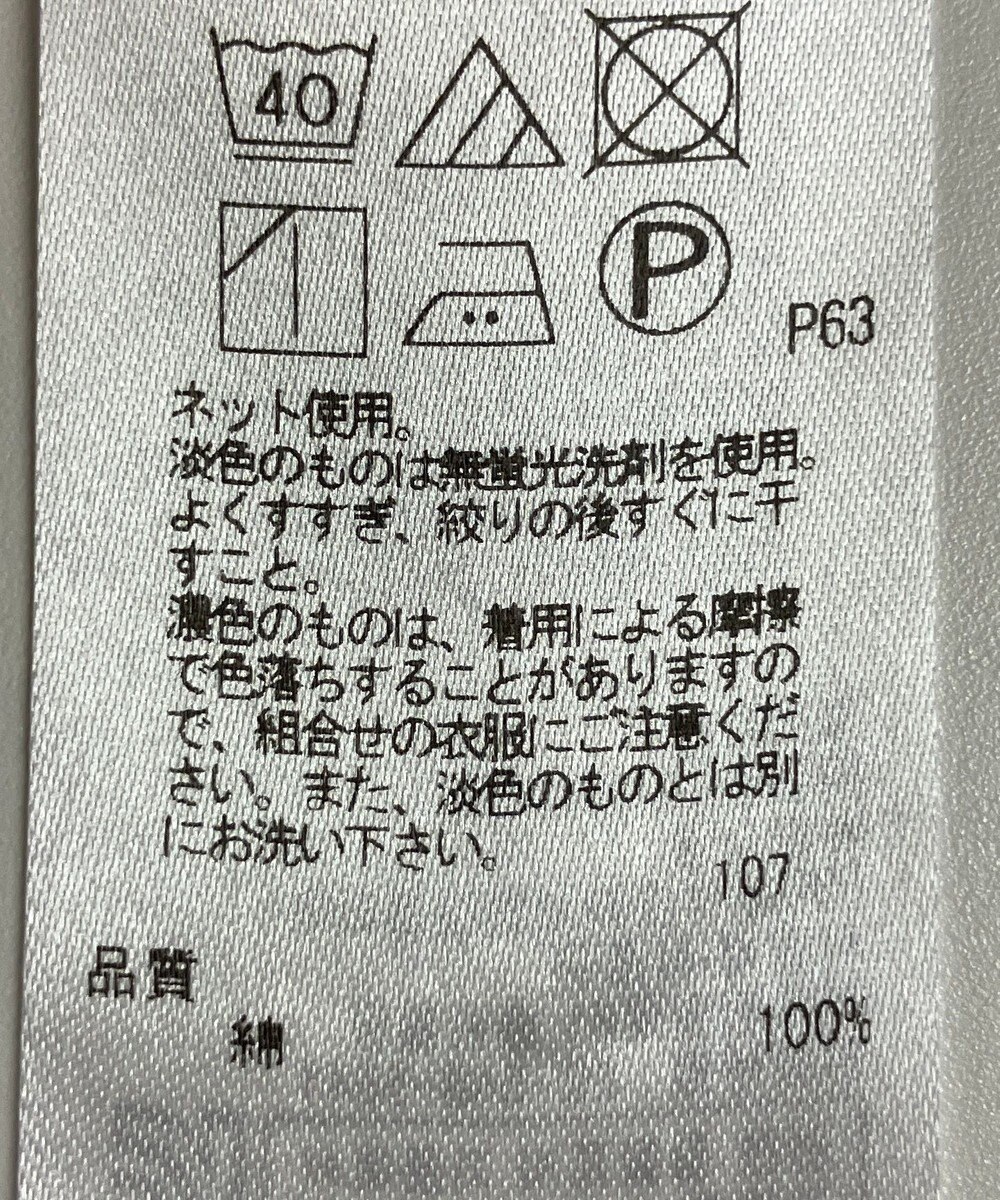 40
P
P63
ネット使用。
淡色のものは無蛍光洗剤を使用。
よくすすぎ、絞りの後すぐに干
すこと。
濃色のものは、着用による摩擦
で色落ちすることがありますの
で、組合せの衣服にご注意くだ
さい。また、淡色のものとは別
にお洗い下さい。
107
品質
綿 100%